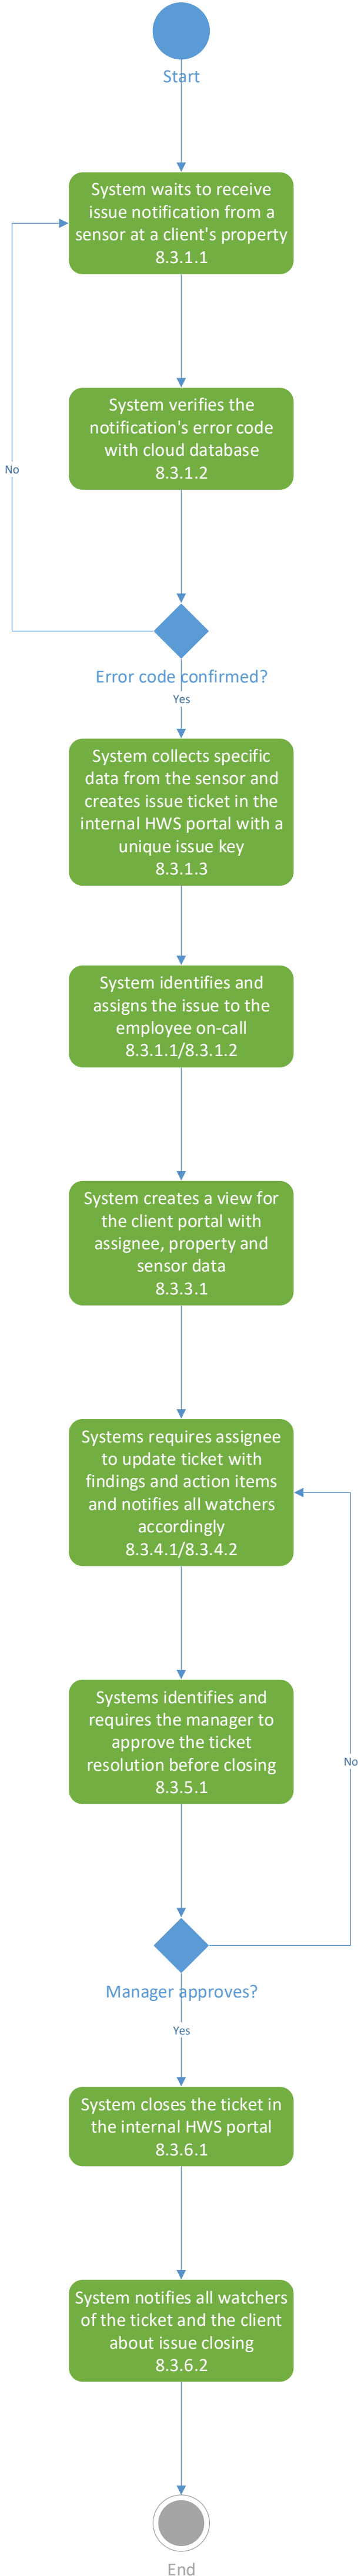 Start
System waits to receive
issue notification from a
sensor at a client's property
8.3.1.1
System verifies the
notification's error code
with cloud database
8.3.1.2
No
Error code confirmed?
Yes
System collects specific
data from the sensor and
creates issue ticket in the
internal HWS portal with a
unique issue key
8.3.1.3
System identifies and
assigns the issue to the
employee on-call
8.3.1.1/8.3.1.2
System creates a view for
the client portal with
assignee, property and
sensor data
8.3.3.1
Systems requires assignee
to update ticket with
findings and action items
and notifies all watchers
accordingly
8.3.4.1/8.3.4.2
Systems identifies and
requires the manager to
approve the ticket
resolution before closing
8.3.5.1
No
Manager approves?
Yes
System closes the ticket in
the internal HWS portal
8.3.6.1
System notifies all watchers
of the ticket and the client
about issue closing
8.3.6.2
End